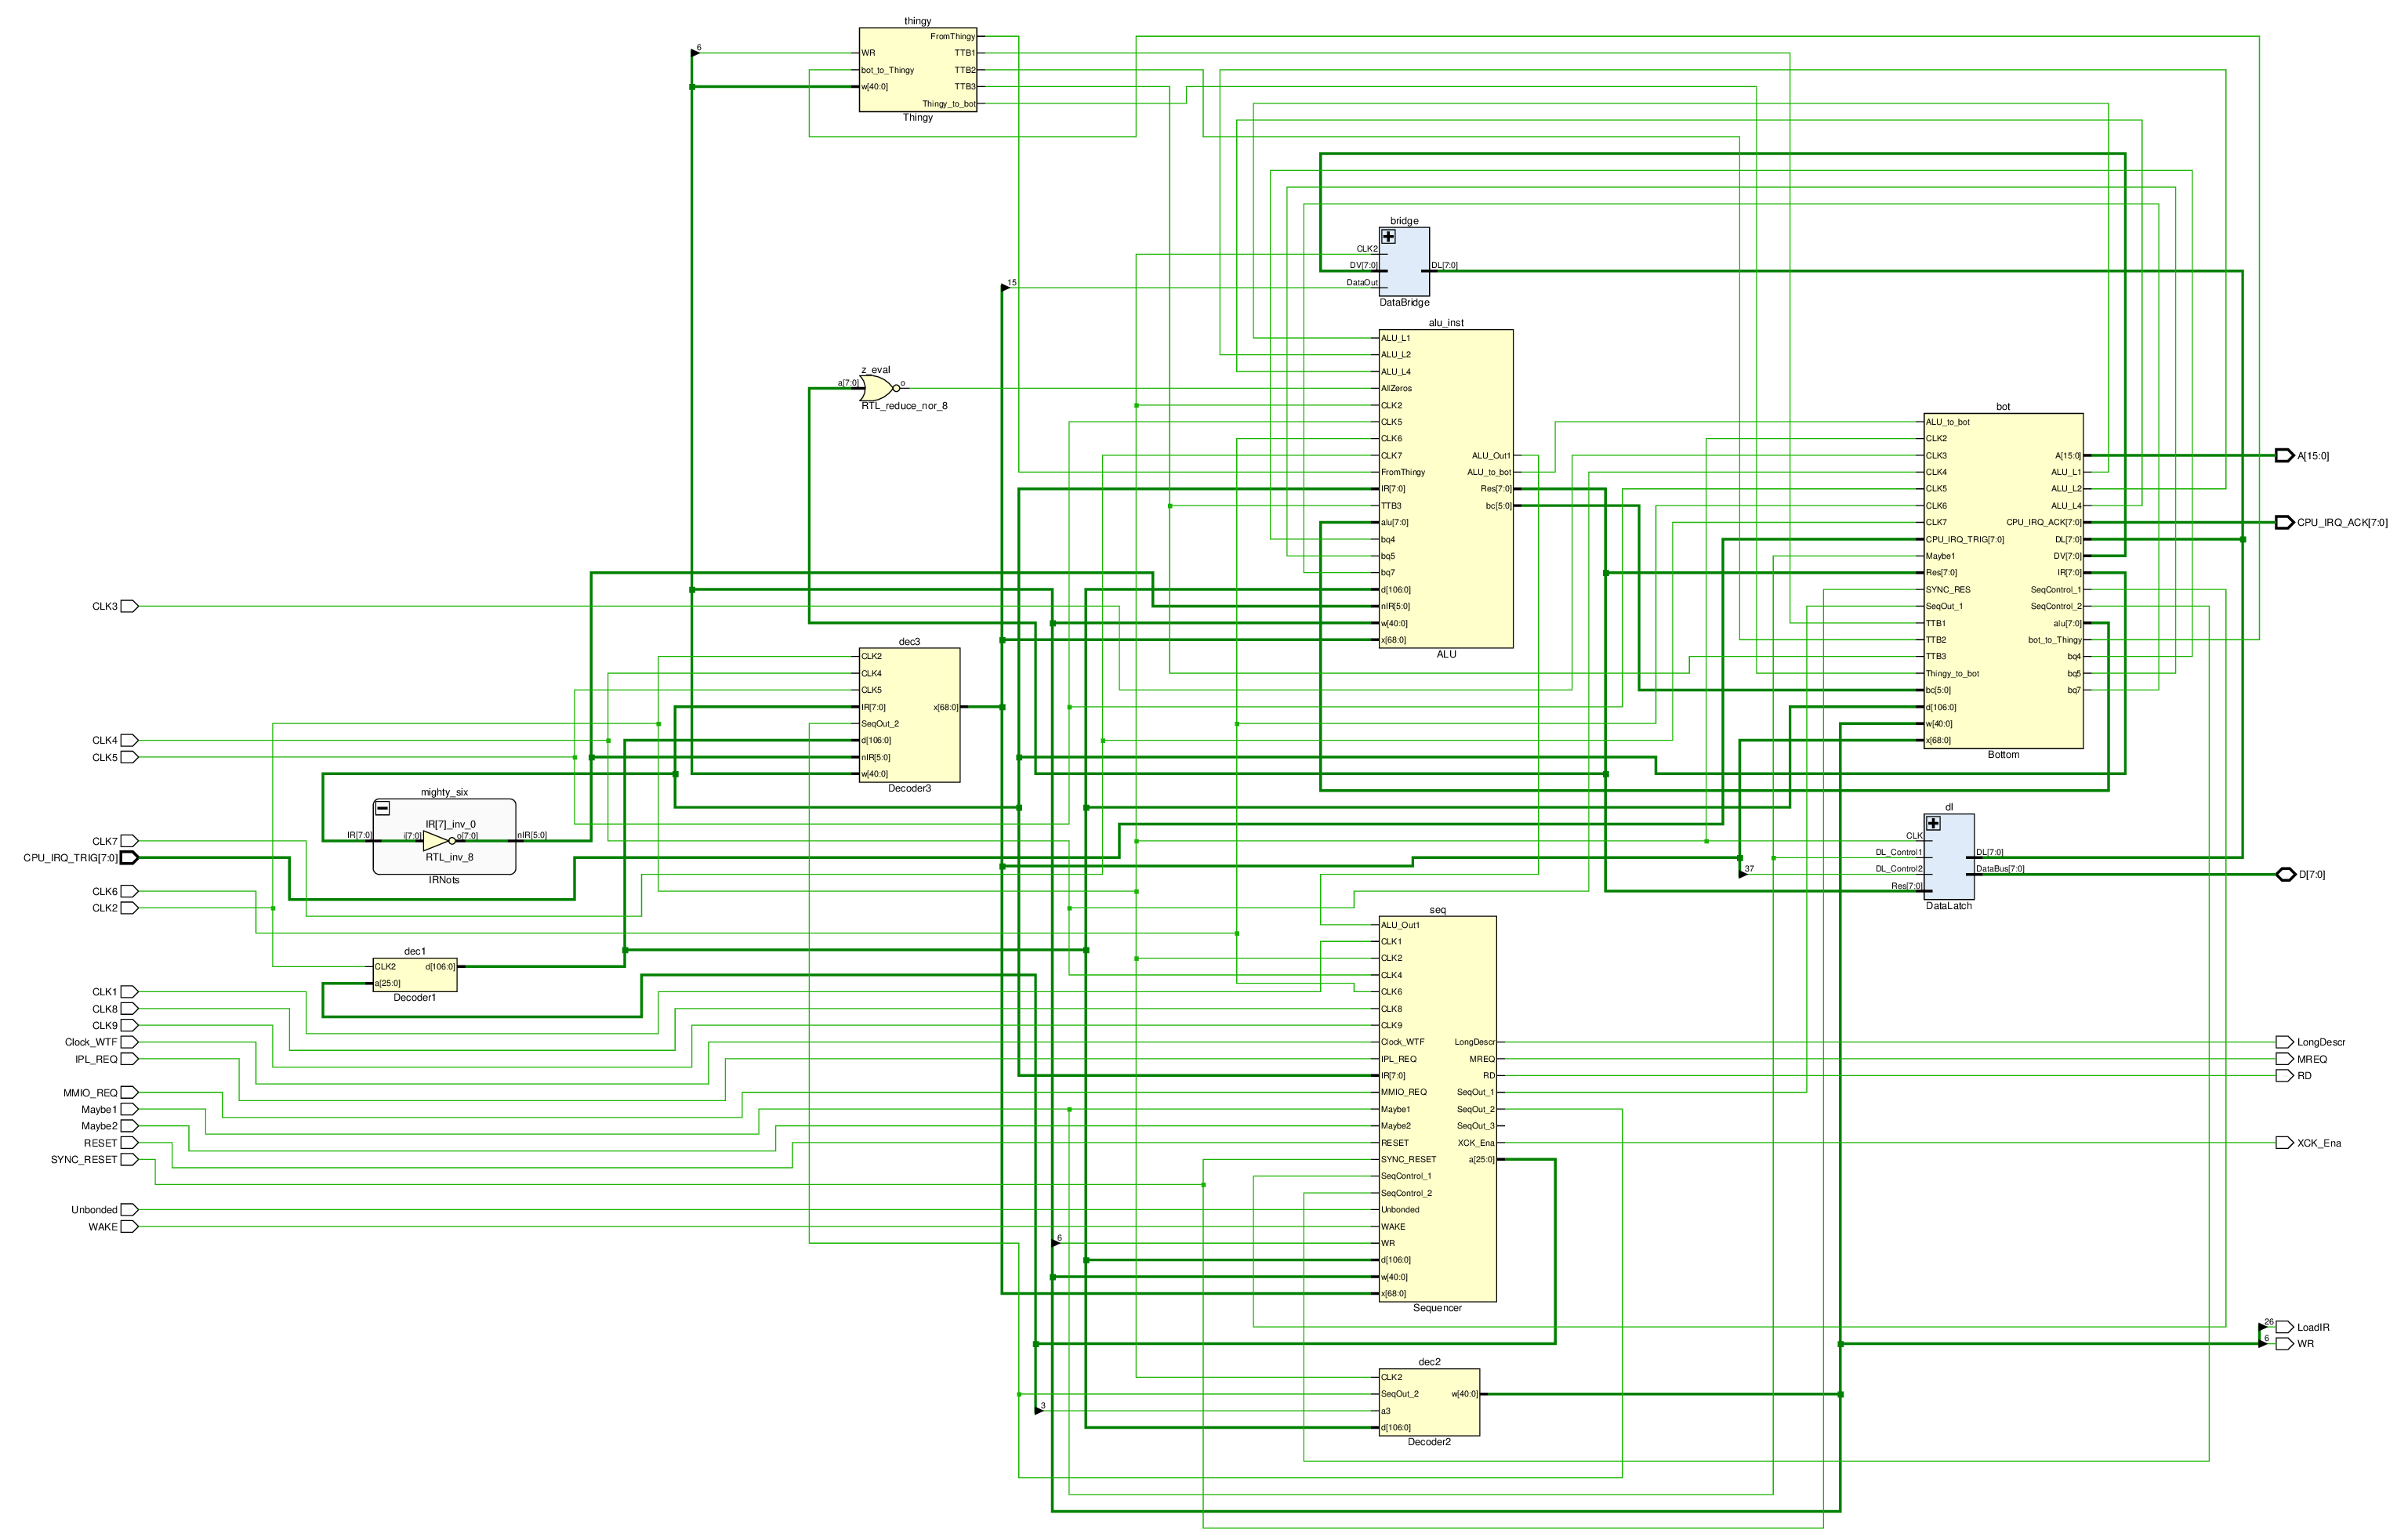 thingy
6
WR
bot_to_Thingy
w[40:0]
FromThingy
TTB1
TTB2
TTB3
Thingy_to_bot
Thingy
bridge
CLK2
DV[7:0]
DataOut
DL[7:0]
DataBridge
15
alu_inst
ALU_L1
ALU_L2
ALU_L4
AllZeros
CLK2
CLK5
CLK6
CLK7
FromThingy
IR[7:0]
TTB3
alu[7:0]
bq4
bq5
bq7
d[106:0]
nIR[5:0]
w[40:0]
x[68:0]
ALU_Out1
ALU_to_bot
Res[7:0]
bc[5:0]
ALU
z_eval
a[7:0]
o
RTL_reduce_nor_8
bot
ALU_to_bot
CLK2
CLK3
CLK4
CLK5
CLK6
CLK7
CPU_IRQ_TRIG[7:0]
Maybe1
Res[7:0]
SYNC_RES
SeqOut_1
TTB1
TTB2
TTB3
Thingy_to_bot
bc[5:0]
d[106:0]
w[40:0]
x[68:0]
A[15:0]
ALU_L1
ALU_L2
ALU_L4
CPU_IRQ_ACK[7:0]
DL[7:0]
DV[7:0]
IR[7:0]
SeqControl_1
SeqControl_2
alu[7:0]
bot_to_Thingy
bq4
bq5
bq7
Bottom
A[15:0]
CPU_IRQ_ACK[7:0]
CLK3
dec3
CLK2
CLK4
CLK5
IR[7:0]
SeqOut_2
d[106:0]
nIR[5:0]
w[40:0]
x[68:0]
Decoder3
CLK4
CLK5
mighty_six
IR[7:0]
i[7:0]
IR[7]_inv_0
o[7:0]
nIR[5:0]
RTL_inv_8
IRNots
CLK7
CPU_IRQ_TRIG[7:0]
CLK6
CLK2
dl
CLK
DL_Control1
DL_Control2
Res[7:0]
DL[7:0]
DataBus[7:0]
DataLatch
37
D[7:0]
dec1
CLK2
a[25:0]
d[106:0]
Decoder1
CLK1
CLK8
CLK9
Clock_WTF
IPL_REQ
MMIO_REQ
Maybe1
Maybe2
RESET
SYNC_RESET
Unbonded
WAKE
seq
ALU_Out1
CLK1
CLK2
CLK4
CLK6
CLK8
CLK9
Clock_WTF
IPL_REQ
IR[7:0]
MMIO_REQ
Maybe1
Maybe2
RESET
SYNC_RESET
SeqControl_1
SeqControl_2
Unbonded
WAKE
WR
d[106:0]
w[40:0]
x[68:0]
LongDescr
MREQ
RD
SeqOut_1
SeqOut_2
SeqOut_3
XCK_Ena
a[25:0]
Sequencer
6
LongDescr
MREQ
RD
XCK_Ena
26
LoadIR
6
WR
dec2
CLK2
SeqOut_2
a3
d[106:0]
w[40:0]
Decoder2
3